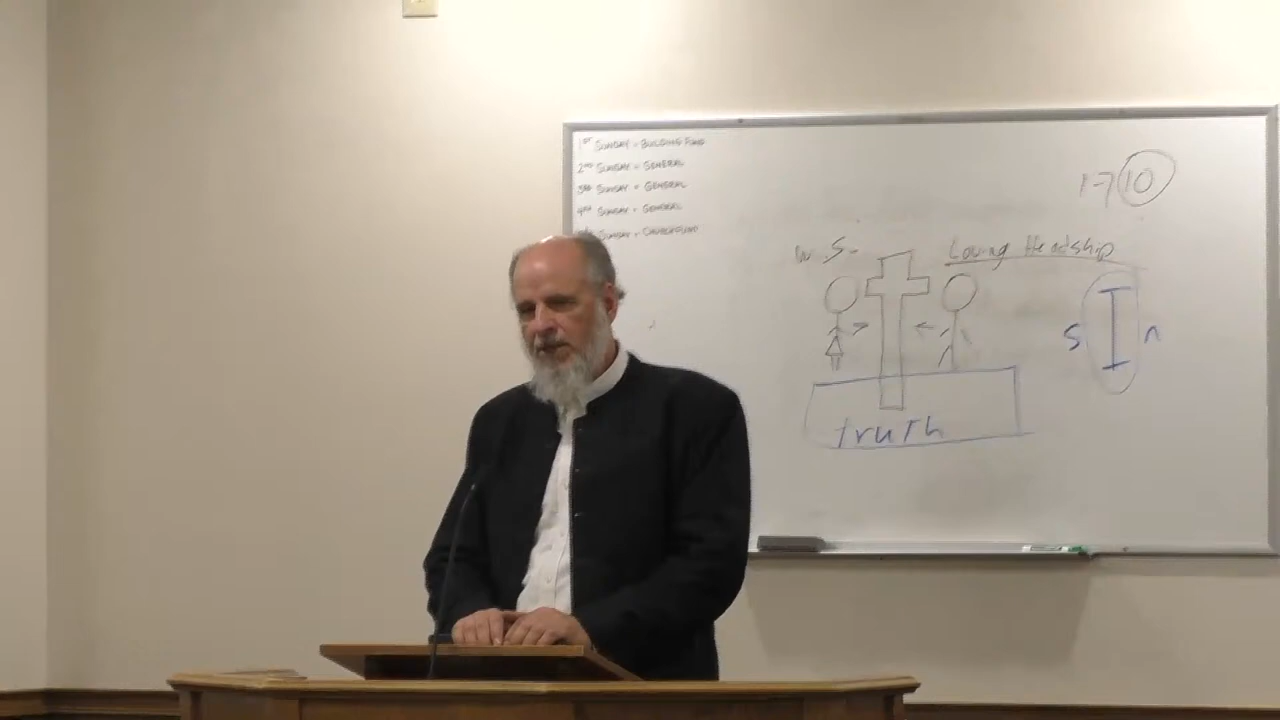 1ST SUNDAY - BUILDING FUND
2ND SUNDAY - GENERAL
3RD SUNDAY - GENERAL
4TH SUNDAY - GENERAL
SUNDAY -
1-7 10
W.S.
Loving Headship
S I n
truth